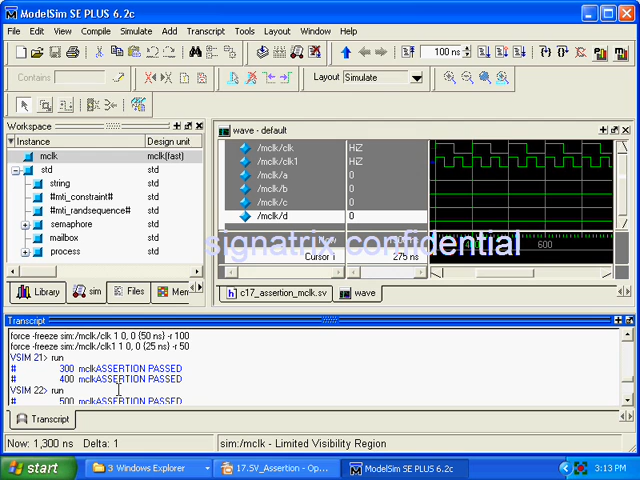 ModelSim SE PLUS 6.2c
File Edit View Compile Simulate Add Transcript Tools Layout Window Help
100 ns
Contains
Layout Simulate
Workspace
Instance Design unit
mclk mclk(fast)
std std
string std
#mti_constraint# std
#mti_randsequence# std
semaphore std
mailbox std
process std
Library sim Files Mem
wave - default
/mclk/clk HiZ
/mclk/clk1 HiZ
/mclk/a 0
/mclk/b 0
/mclk/c 0
/mclk/d 0
600
Cursor 1 275 ns
signatrix confidential
c17_assertion_mclk.sv wave
Transcript
force -freeze sim:/mclk/clk 1 0, 0 {50 ns} -r 100
force -freeze sim:/mclk/clk1 1 0, 0 {25 ns} -r 50
VSIM 21> run
# 300 mclkASSERTION PASSED
# 400 mclkASSERTION PASSED
VSIM 22> run
# 500 mclkASSERTION PASSED
Transcript
Now: 1,300 ns Delta: 1 sim:/mclk - Limited Visibility Region
start 3 Windows Explorer 17.SV_Assertion - Op... ModelSim SE PLUS 6.2c 3:13 PM